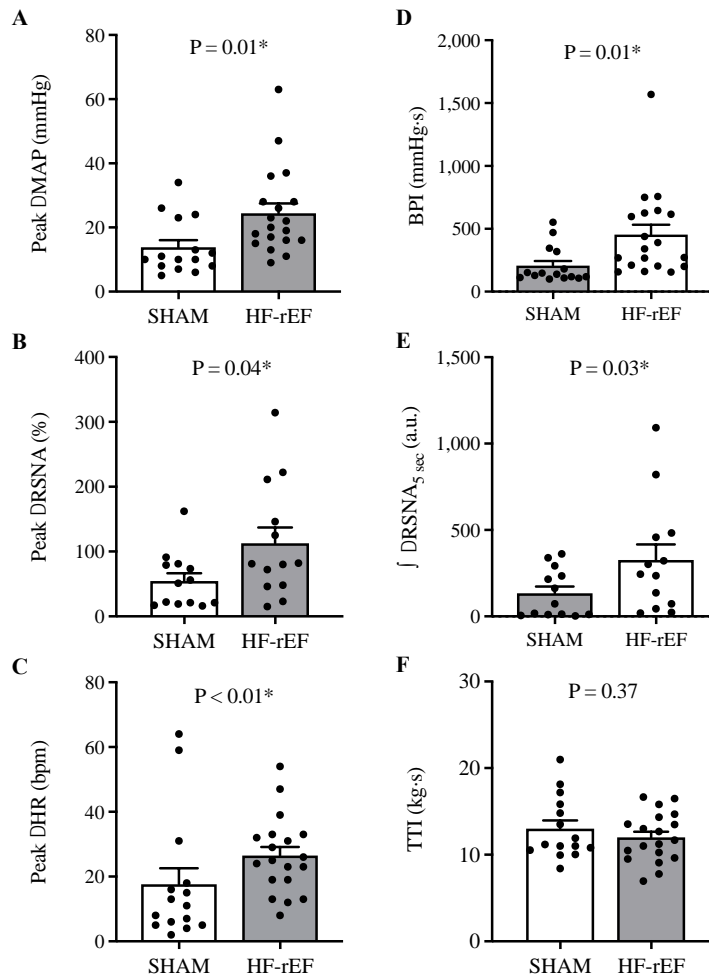 A
Peak DMAP (mmHg)
80
60
40
20
0
P = 0.01*
SHAM
HF-rEF
B
Peak DRSNA (%)
400
300
200
100
0
P = 0.04*
SHAM
HF-rEF
C
Peak DHR (bpm)
80
60
40
20
0
P < 0.01*
SHAM
HF-rEF
D
BPI (mmHg·s)
2,000
1,500
1,000
500
0
P = 0.01*
SHAM
HF-rEF
E
∫ DRSNA5 sec (a.u.)
1,500
1,000
500
0
P = 0.03*
SHAM
HF-rEF
F
TTI (kg·s)
30
20
10
0
P = 0.37
SHAM
HF-rEF